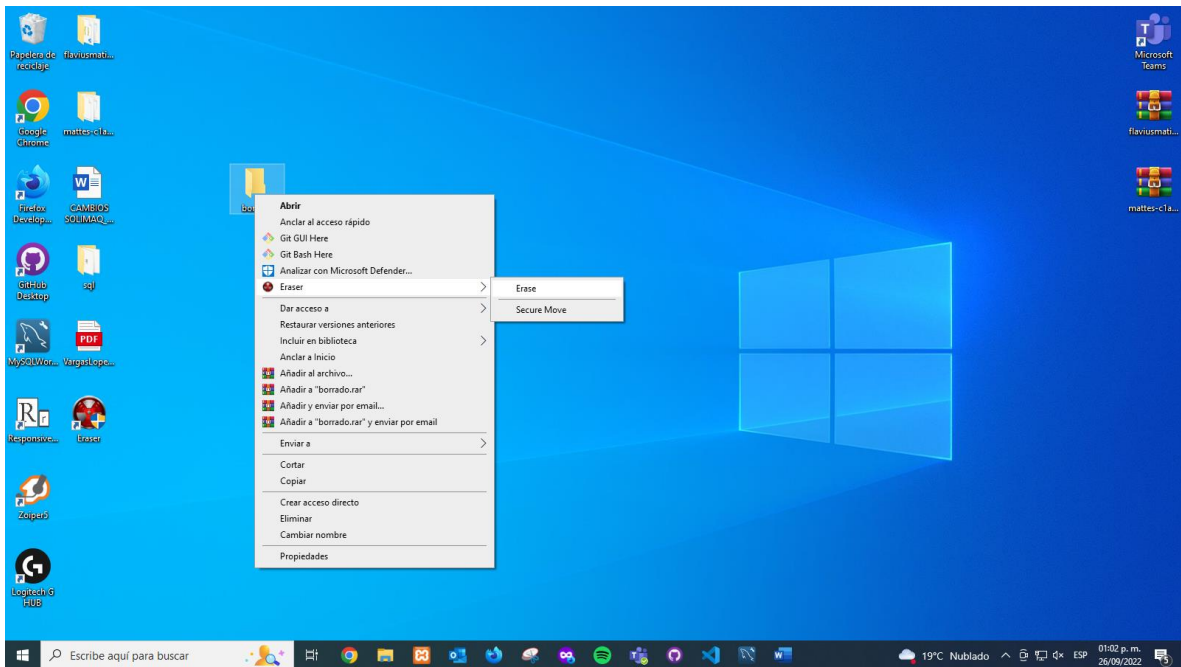 Papelera de
reciclaje
flaviusmati...
Google
Chrome
mattes-c1a...
Firefox
Develop...
CAMBIOS
SOLIMAQ_...
GitHub
Desktop
sql
MySQLWor...
PDF
VargasLope...
Responsive...
Eraser
Zoiper5
Logitech G
HUB
Microsoft
Teams
flaviusmati...
mattes-c1a...
Abrir
Anclar al acceso rápido
Git GUI Here
Git Bash Here
Analizar con Microsoft Defender...
Eraser
Erase
Secure Move
Dar acceso a
Restaurar versiones anteriores
Incluir en biblioteca
Anclar a Inicio
Añadir al archivo...
Añadir a "borrado.rar"
Añadir y enviar por email...
Añadir a "borrado.rar" y enviar por email
Enviar a
Cortar
Copiar
Crear acceso directo
Eliminar
Cambiar nombre
Propiedades
Escribe aquí para buscar
19°C Nublado
ESP
01:02 p. m.
26/09/2022
5